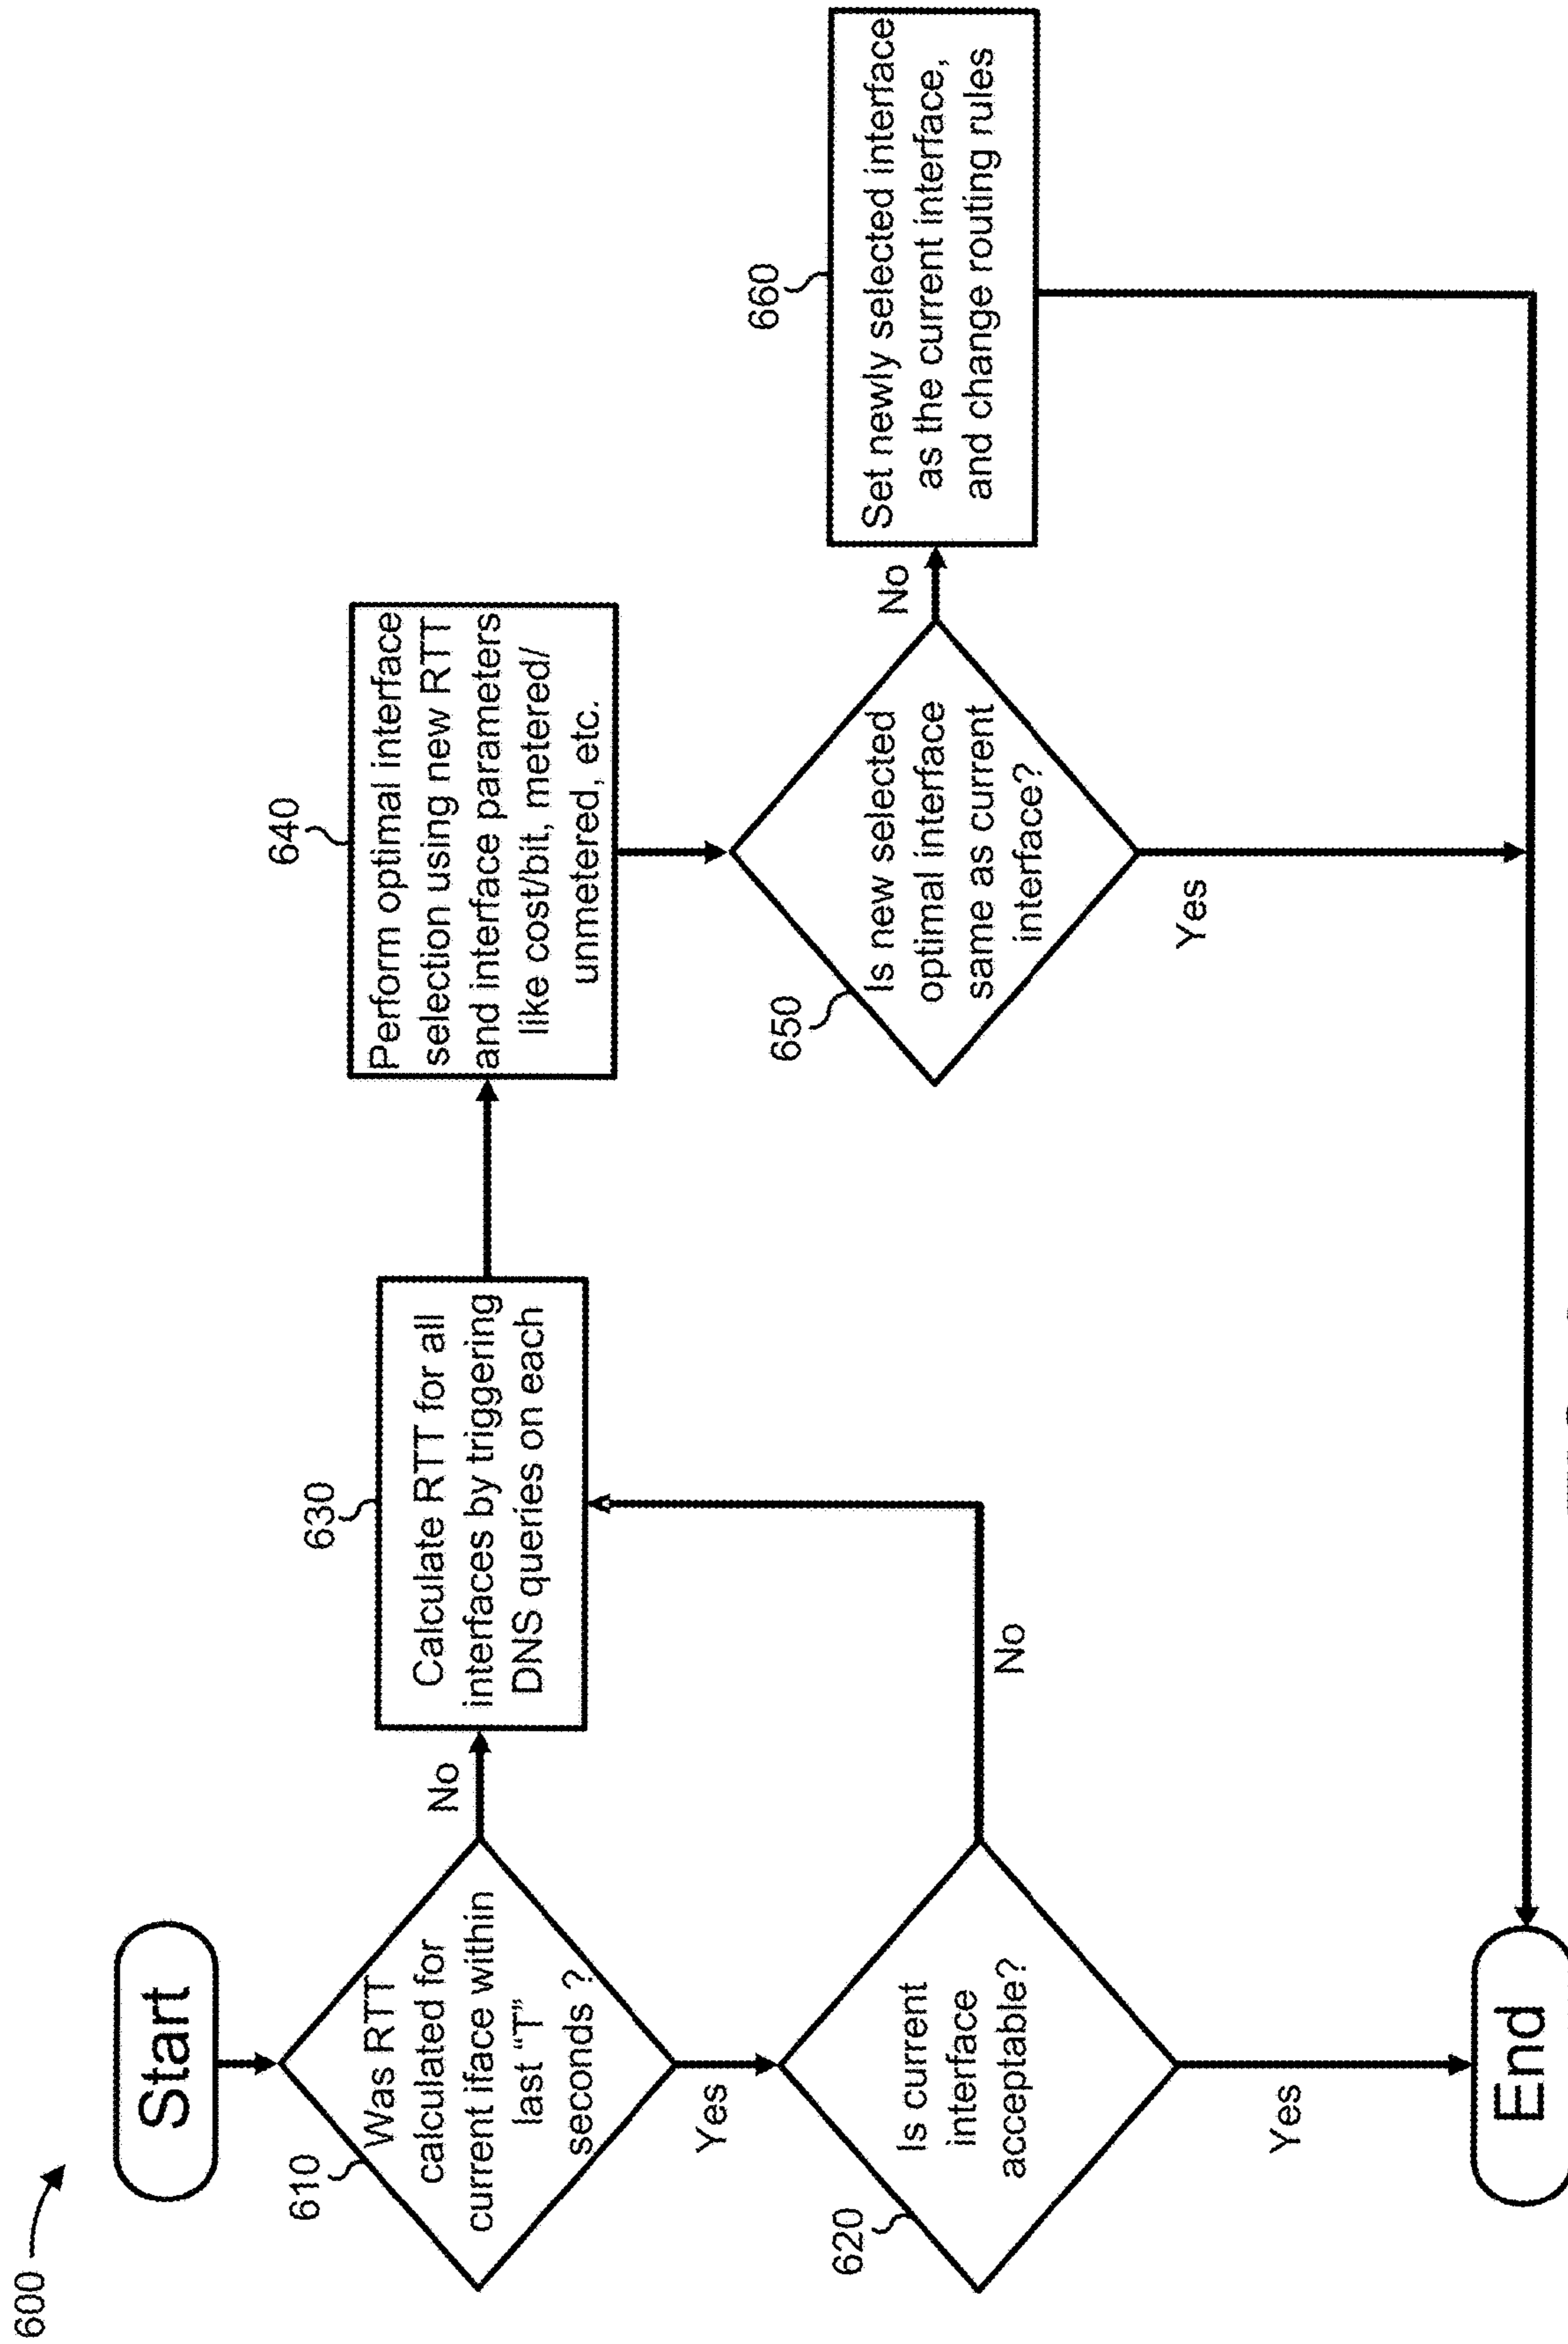 600
Start
610
Was RTT
calculated for
current iface within
last “T”
seconds ?
No
Yes
620
Is current
interface
acceptable?
No
Yes
630
Calculate RTT for all
interfaces by triggering
DNS queries on each
640
Perform optimal interface
selection using new RTT
and interface parameters
like cost/bit, metered/
unmetered, etc.
650
Is new selected
optimal interface
same as current
interface?
No
Yes
660
Set newly selected interface
as the current interface,
and change routing rules
End